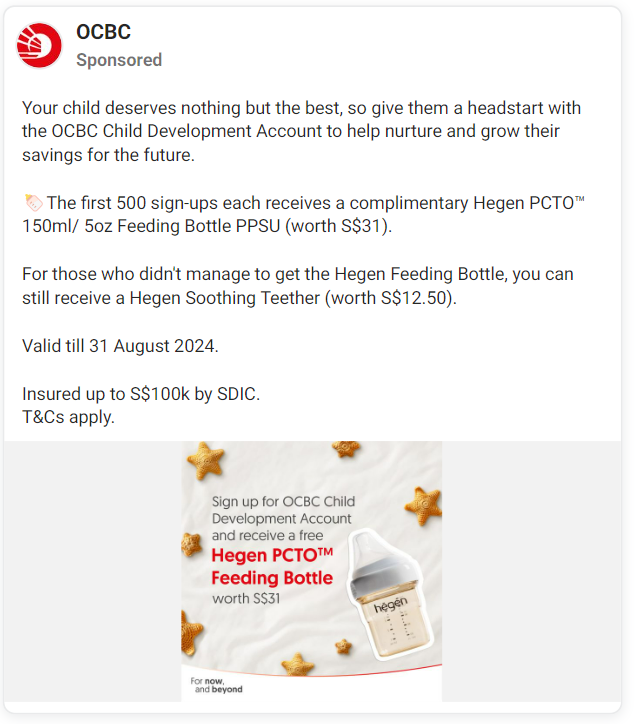 OCBC
Sponsored
Your child deserves nothing but the best, so give them a headstart with
the OCBC Child Development Account to help nurture and grow their
savings for the future.
🍼 The first 500 sign-ups each receives a complimentary Hegen PCTO™
150ml/ 5oz Feeding Bottle PPSU (worth S$31).
For those who didn't manage to get the Hegen Feeding Bottle, you can
still receive a Hegen Soothing Teether (worth S$12.50).
Valid till 31 August 2024.
Insured up to S$100k by SDIC.
T&Cs apply.
Sign up for OCBC Child
Development Account
and receive a free
Hegen PCTO™
Feeding Bottle
worth S$31
hegen
For now,
and beyond